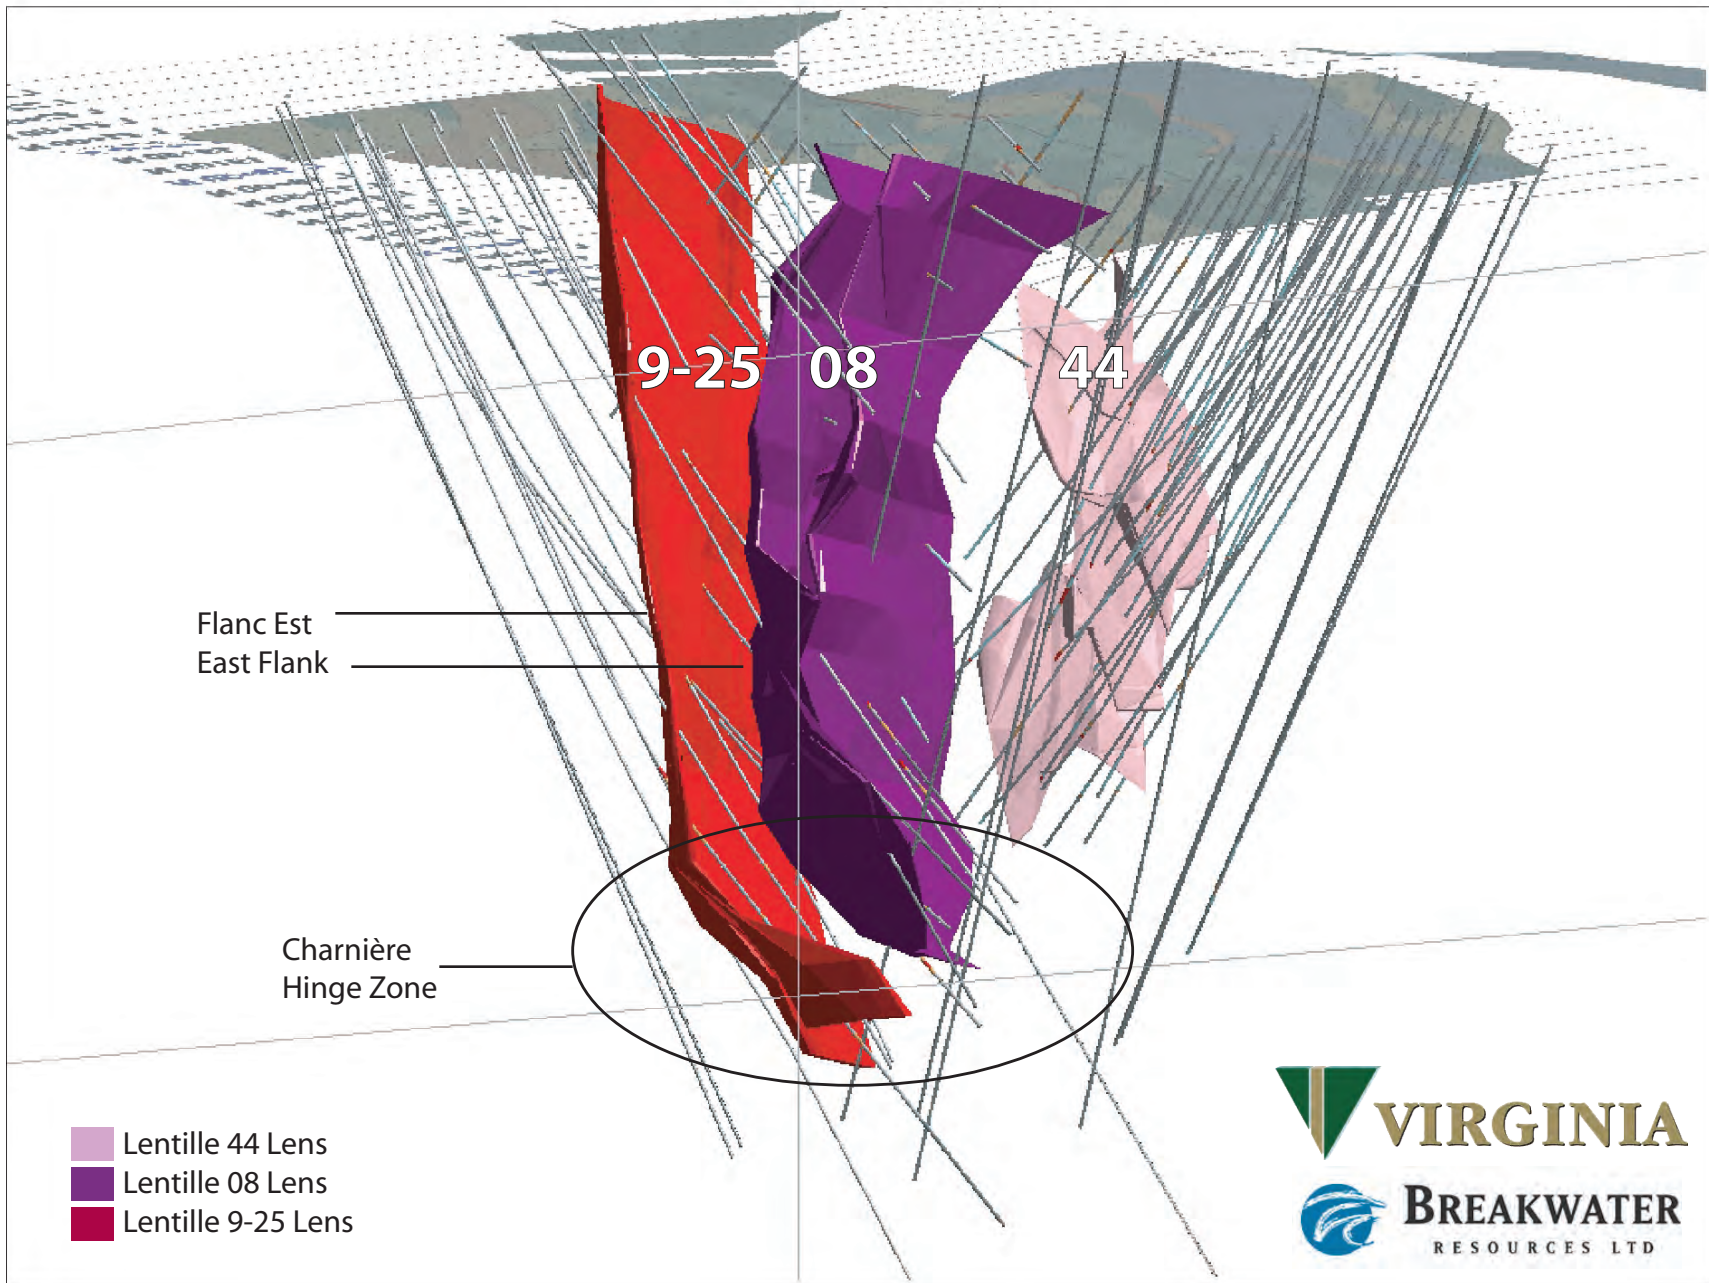 9-25
08
44
Flanc Est
East Flank
Charnière
Hinge Zone
Lentille 44 Lens
Lentille 08 Lens
Lentille 9-25 Lens
VIRGINIA
BREAKWATER
RESOURCES LTD